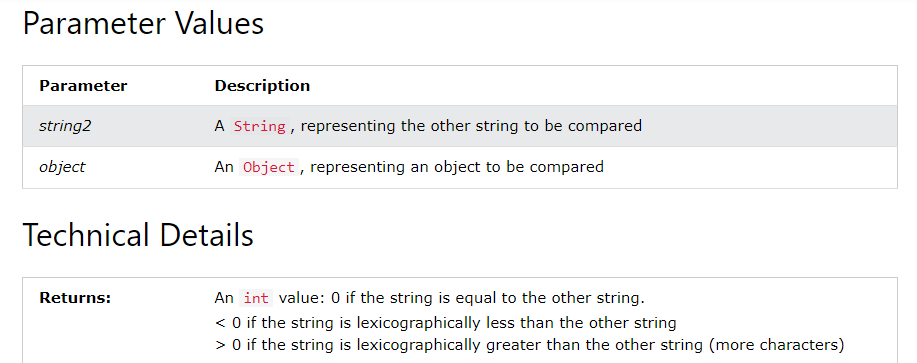 Parameter Values
Parameter Description
string2 A String, representing the other string to be compared
object An Object, representing an object to be compared
Technical Details
Returns: An int value: 0 if the string is equal to the other string.
< 0 if the string is lexicographically less than the other string
> 0 if the string is lexicographically greater than the other string (more characters)